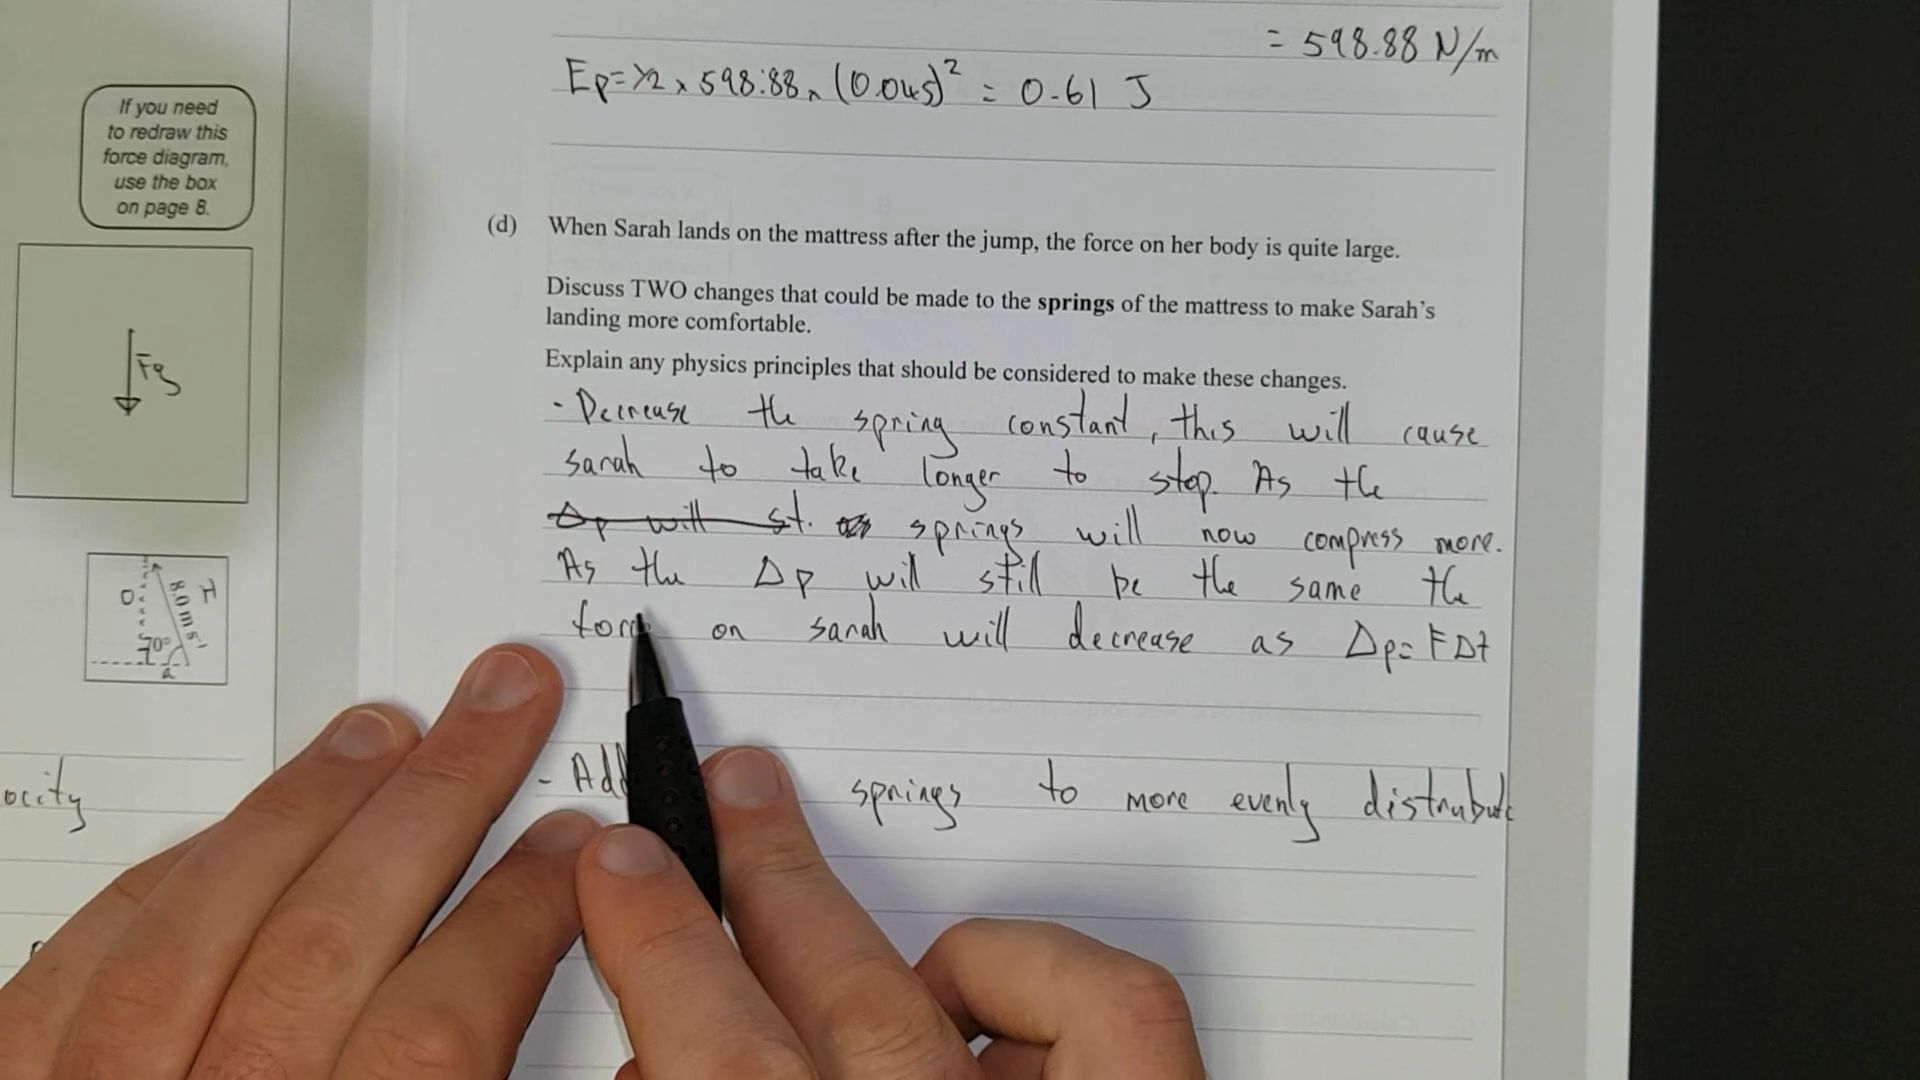 If you need
to redraw this
force diagram,
use the box
on page 8.
Fg
H
8.0 m s⁻¹
O
70°
a
ocity
= 598.88 N/m
Ep = 1/2 × 598.88 × (0.045)² = 0.61 J
(d) When Sarah lands on the mattress after the jump, the force on her body is quite large.
Discuss TWO changes that could be made to the springs of the mattress to make Sarah's
landing more comfortable.
Explain any physics principles that should be considered to make these changes.
- Decrease the spring constant, this will cause
sarah to take longer to stop. As the
Δp will st. springs will now compress more.
As the Δp will still be the same the
force on sarah will decrease as Δp = FΔt
- Add springs to more evenly distrubute